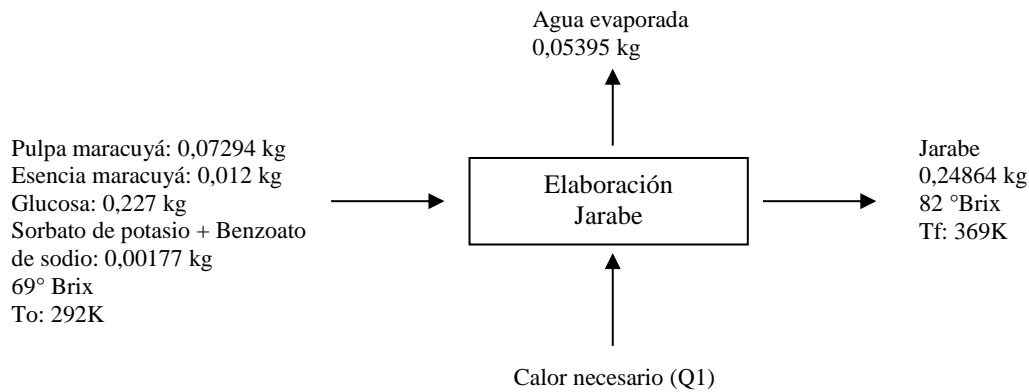 Agua evaporada
0,05395 kg
Pulpa maracuyá: 0,07294 kg
Esencia maracuyá: 0,012 kg
Glucosa: 0,227 kg
Sorbato de potasio + Benzoato
de sodio: 0,00177 kg
69° Brix
To: 292K
Elaboración
Jarabe
Jarabe
0,24864 kg
82 °Brix
Tf: 369K
Calor necesario (Q1)